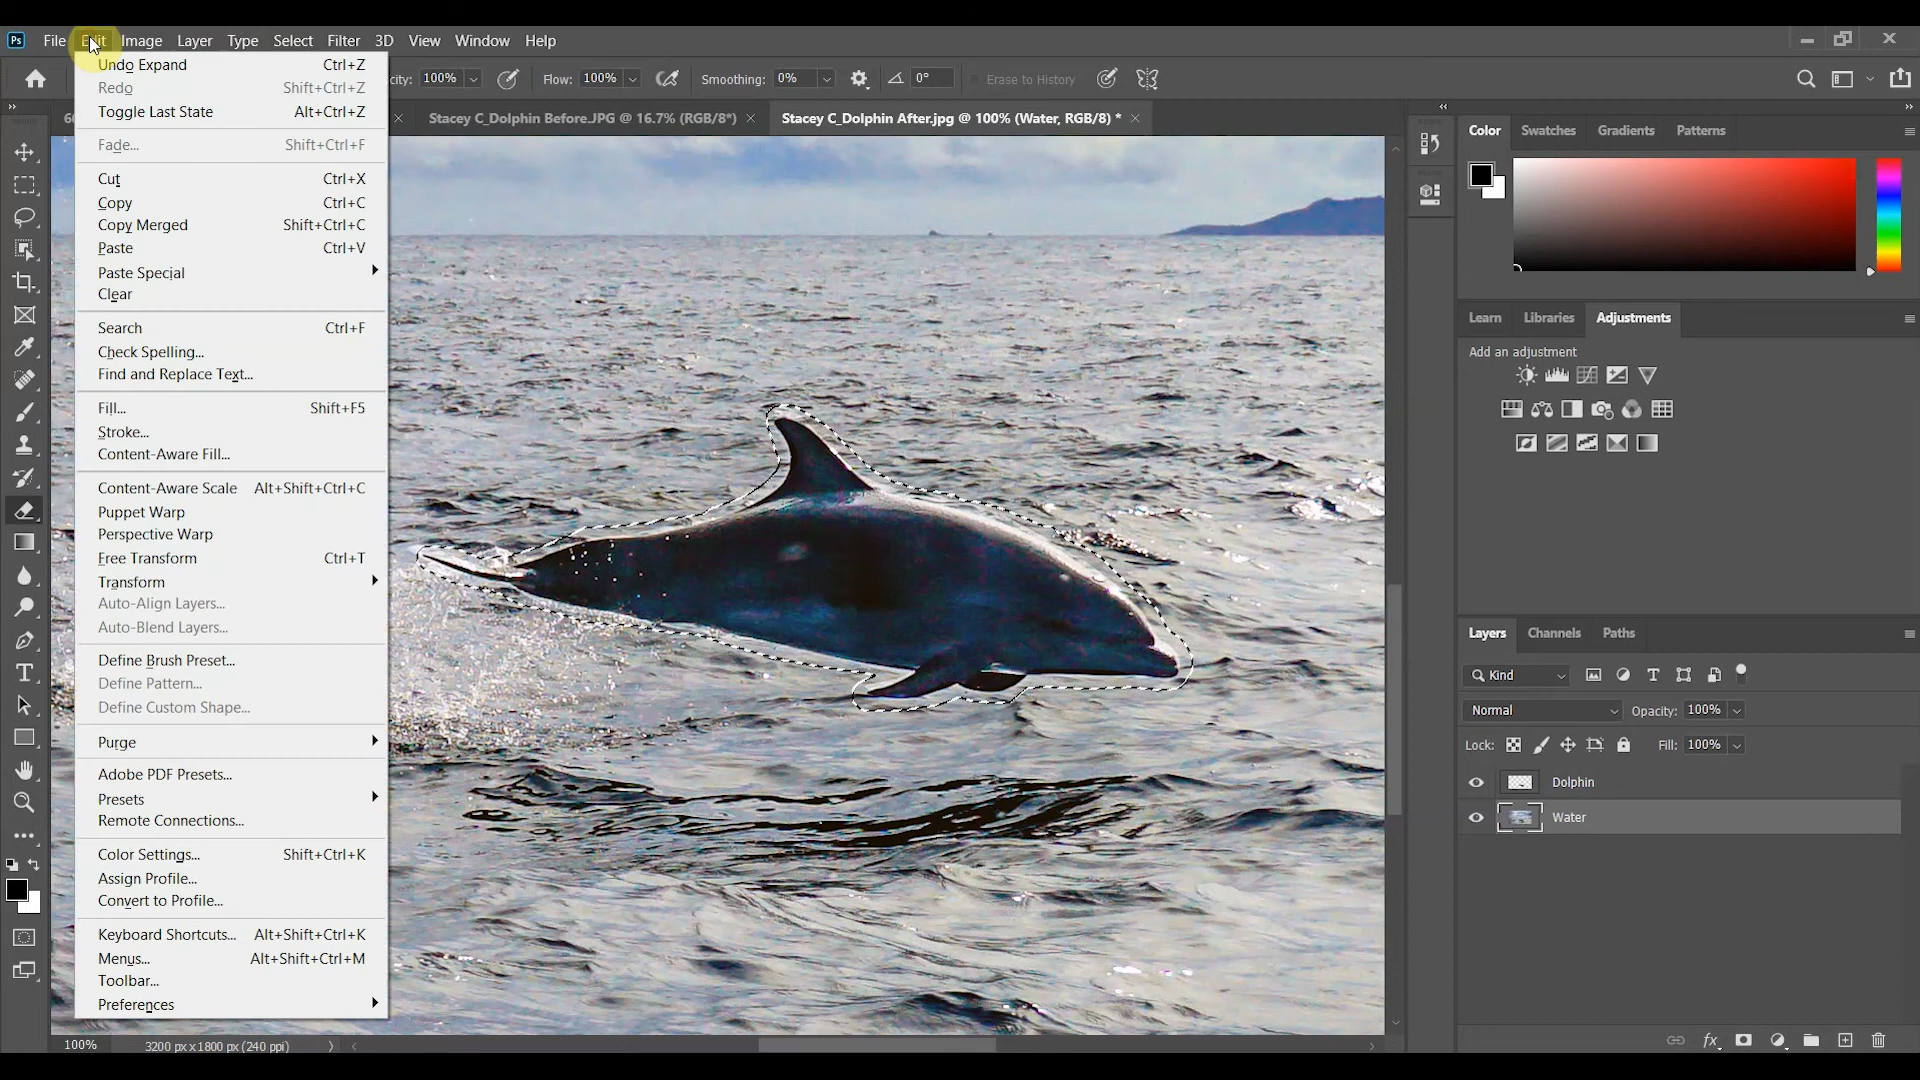 Ps File Edit Image Layer Type Select Filter 3D View Window Help
city: 100% Flow: 100% Smoothing: 0% 0° Erase to History
Stacey C_Dolphin Before.JPG @ 16.7% (RGB/8*) Stacey C_Dolphin After.jpg @ 100% (Water, RGB/8) *
Undo Expand Ctrl+Z
Redo Shift+Ctrl+Z
Toggle Last State Alt+Ctrl+Z
Fade... Shift+Ctrl+F
Cut Ctrl+X
Copy Ctrl+C
Copy Merged Shift+Ctrl+C
Paste Ctrl+V
Paste Special
Clear
Search Ctrl+F
Check Spelling...
Find and Replace Text...
Fill... Shift+F5
Stroke...
Content-Aware Fill...
Content-Aware Scale Alt+Shift+Ctrl+C
Puppet Warp
Perspective Warp
Free Transform Ctrl+T
Transform
Auto-Align Layers...
Auto-Blend Layers...
Define Brush Preset...
Define Pattern...
Define Custom Shape...
Purge
Adobe PDF Presets...
Presets
Remote Connections...
Color Settings... Shift+Ctrl+K
Assign Profile...
Convert to Profile...
Keyboard Shortcuts... Alt+Shift+Ctrl+K
Menus... Alt+Shift+Ctrl+M
Toolbar...
Preferences
100% 3200 px x 1800 px (240 ppi)
Color Swatches Gradients Patterns
Learn Libraries Adjustments
Add an adjustment
Layers Channels Paths
Kind
Normal Opacity: 100%
Lock: Fill: 100%
Dolphin
Water
fx